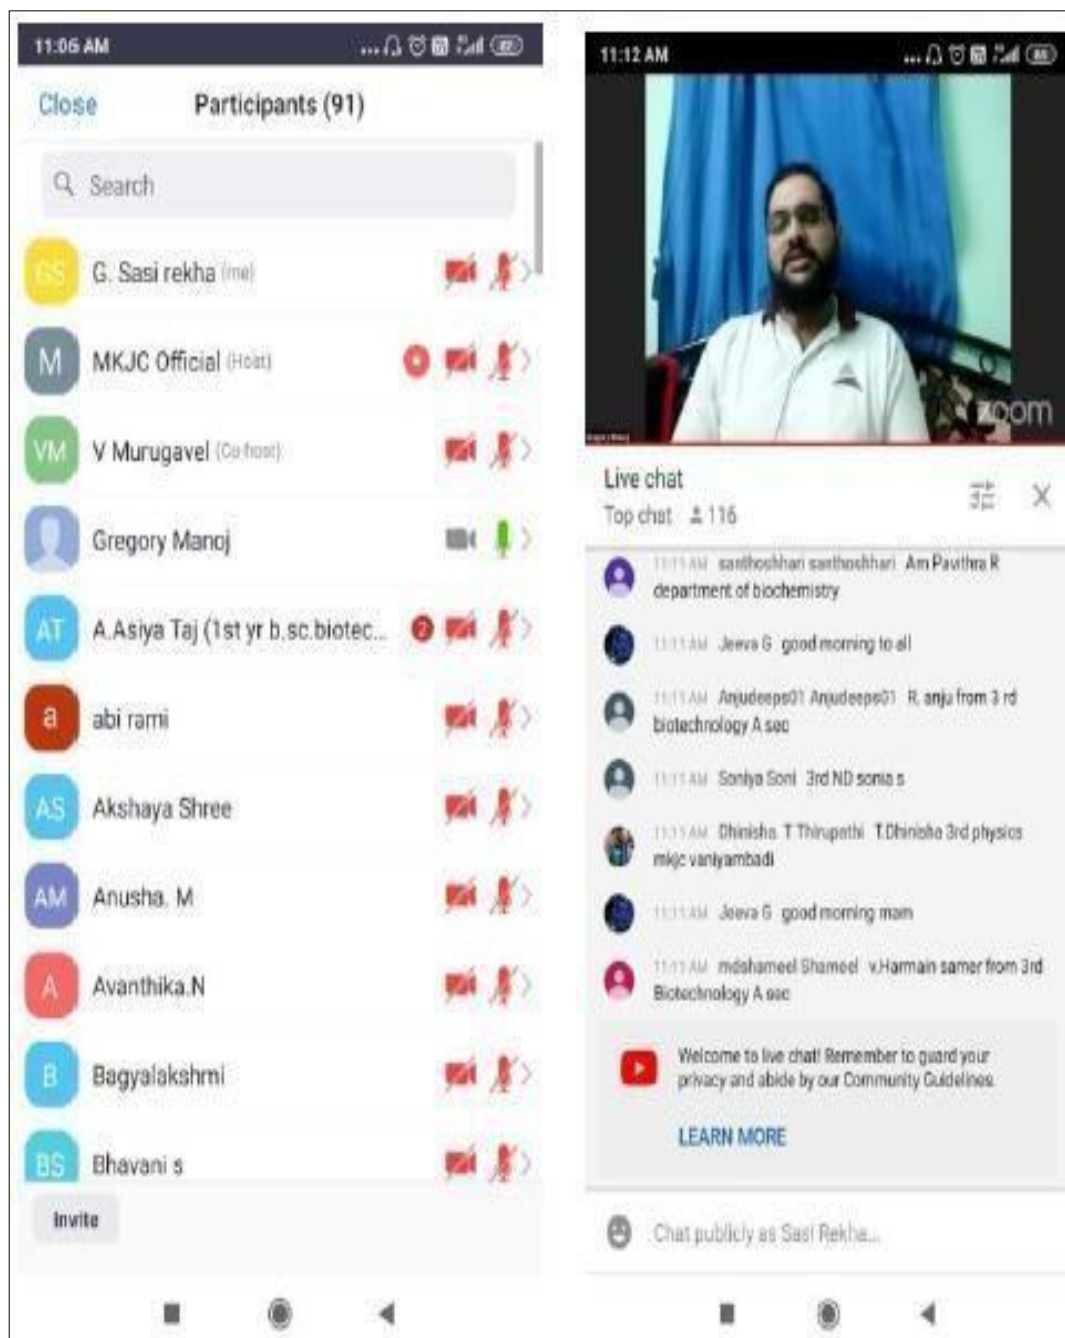 11:06 AM
Close Participants (91)
Search
GS G. Sasi rekha (me)
M MKJC Official (Host)
VM V Murugavel (Co-host)
Gregory Manoj
AT A.Asiya Taj (1st yr b.sc.biotec... 2
a abi rami
AS Akshaya Shree
AM Anusha. M
A Avanthika.N
B Bagyalakshmi
BS Bhavani s
Invite
11:12 AM
zoom
Live chat
Top chat 116
11:11 AM santhoshhari santhoshhari Am Pavithra R
department of biochemistry
11:11 AM Jeeva G good morning to all
11:11 AM Anjudeeps01 Anjudeeps01 R. anju from 3 rd
biotechnology A sec
11:11 AM Soniya Soni 3rd ND sonia s
11:11 AM Dhinisha. T Thirupathi T.Dhinisha 3rd physics
mkjc vaniyambadi
11:11 AM Jeeva G good morning mam
11:11 AM mdshameel Shameel v.Harmain samer from 3rd
Biotechnology A sec
Welcome to live chat! Remember to guard your
privacy and abide by our Community Guidelines.
LEARN MORE
Chat publicly as Sasi Rekha...